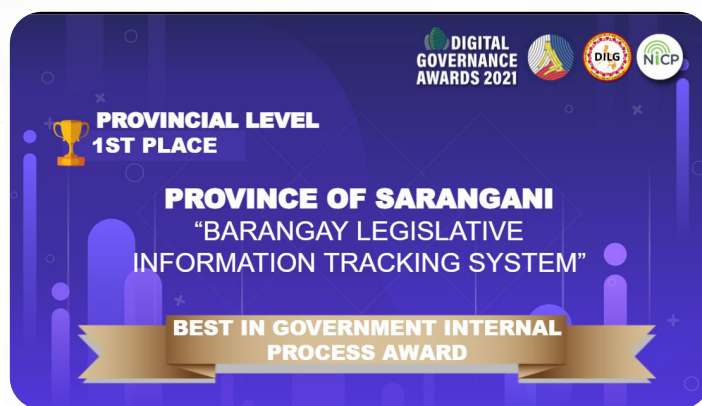 DIGITAL
GOVERNANCE
AWARDS 2021
DILG
NICP
PROVINCIAL LEVEL
1ST PLACE
PROVINCE OF SARANGANI
“BARANGAY LEGISLATIVE
INFORMATION TRACKING SYSTEM”
BEST IN GOVERNMENT INTERNAL
PROCESS AWARD